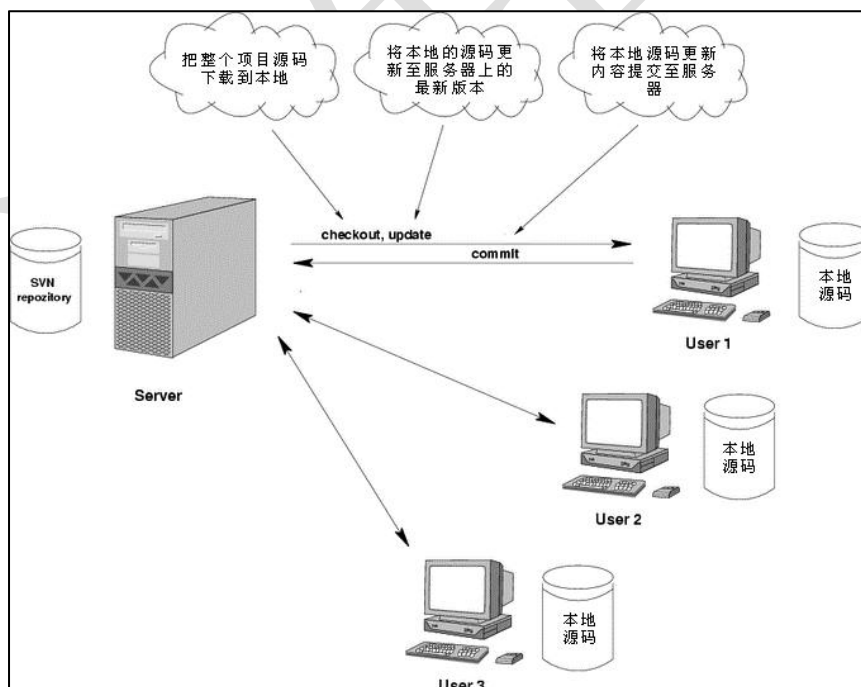 把整个项目源码
下载到本地
将本地的源码更
新至服务器上的
最新版本
将本地源码更新
内容提交至服务
器
checkout, update
commit
SVN
repozitory
本地
源码
User 1
Server
本地
源码
User 2
本地
源码
User 3